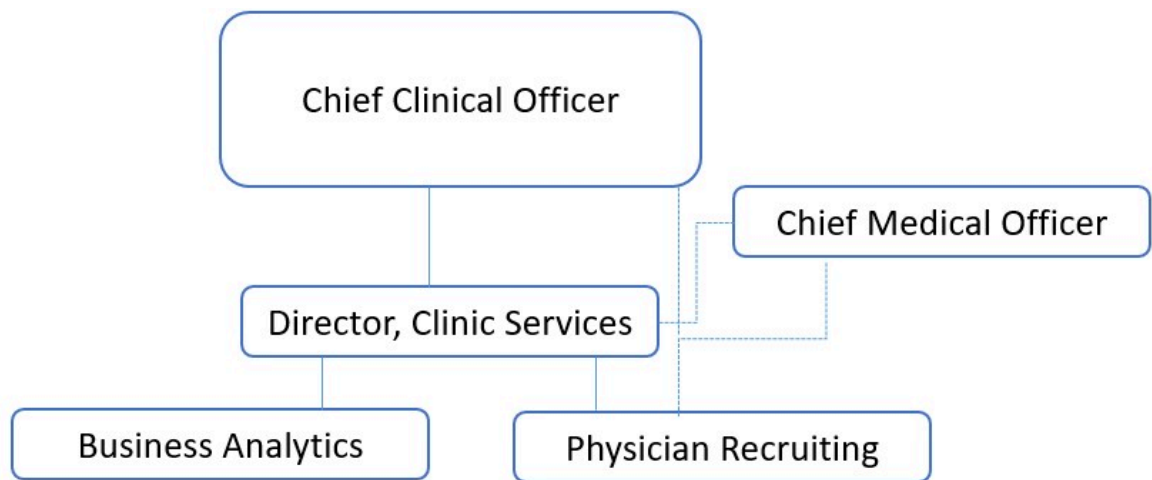 Chief Clinical Officer
Chief Medical Officer
Director, Clinic Services
Business Analytics
Physician Recruiting